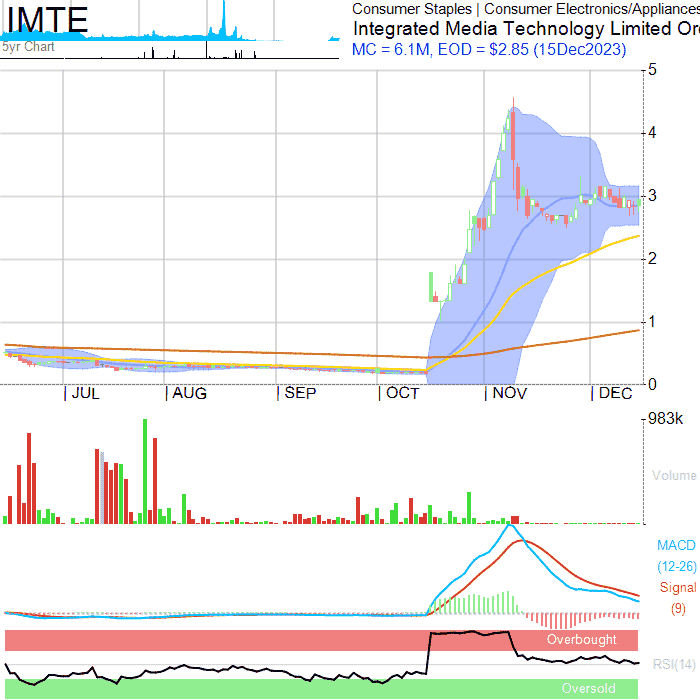 IMTE
5yr Chart
Consumer Staples | Consumer Electronics/Appliances
Integrated Media Technology Limited Or
MC = 6.1M, EOD = $2.85 (15Dec2023)
5
4
3
2
1
0
JUL
AUG
SEP
OCT
NOV
DEC
983k
Volume
MACD
(12-26)
Signal
(9)
Overbought
RSI(14)
Oversold